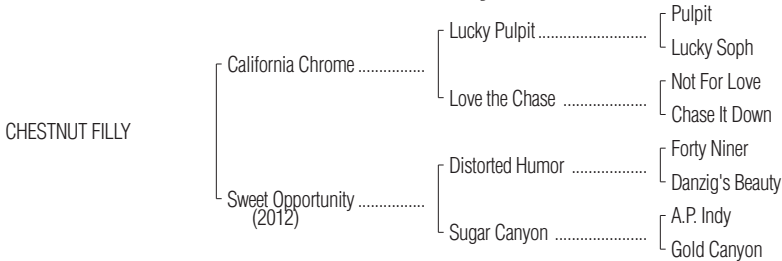 Pulpit
Lucky Pulpit ........................
Lucky Soph
California Chrome ................
Not For Love
Love the Chase ..................
Chase It Down
CHESTNUT FILLY
Forty Niner
Distorted Humor ................
Danzig's Beauty
Sweet Opportunity ................
(2012)
A.P. Indy
Sugar Canyon ....................
Gold Canyon